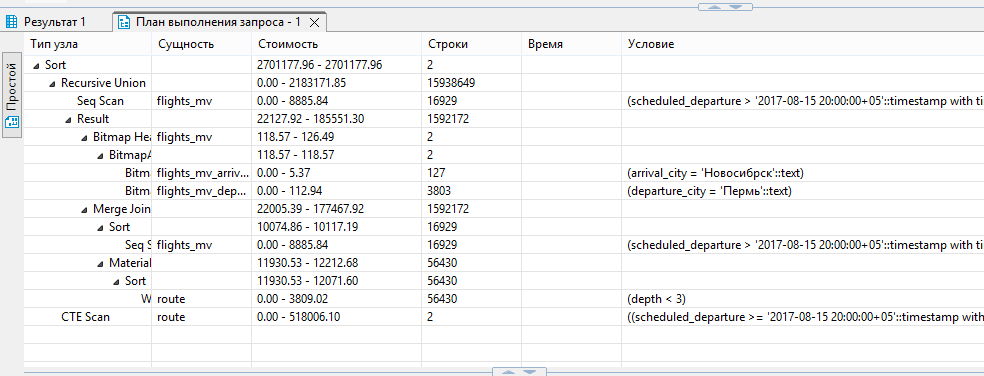 Результат 1 План выполнения запроса - 1
Простой
Тип узла Сущность Стоимость Строки Время Условие
Sort 2701177.96 - 2701177.96 2
Recursive Union 0.00 - 2183171.85 15938649
Seq Scan flights_mv 0.00 - 8885.84 16929 (scheduled_departure > '2017-08-15 20:00:00+05'::timestamp with ti
Result 22127.92 - 185551.30 1592172
Bitmap Hea flights_mv 118.57 - 126.49 2
BitmapA 118.57 - 118.57 2
Bitma flights_mv_arriv... 0.00 - 5.37 127 (arrival_city = 'Новосибрск'::text)
Bitma flights_mv_dep... 0.00 - 112.94 3803 (departure_city = 'Пермь'::text)
Merge Join 22005.39 - 177467.92 1592172
Sort 10074.86 - 10117.19 16929
Seq S flights_mv 0.00 - 8885.84 16929 (scheduled_departure > '2017-08-15 20:00:00+05'::timestamp with ti
Material 11930.53 - 12212.68 56430
Sort 11930.53 - 12071.60 56430
W route 0.00 - 3809.02 56430 (depth < 3)
CTE Scan route 0.00 - 518006.10 2 ((scheduled_departure >= '2017-08-15 20:00:00+05'::timestamp with